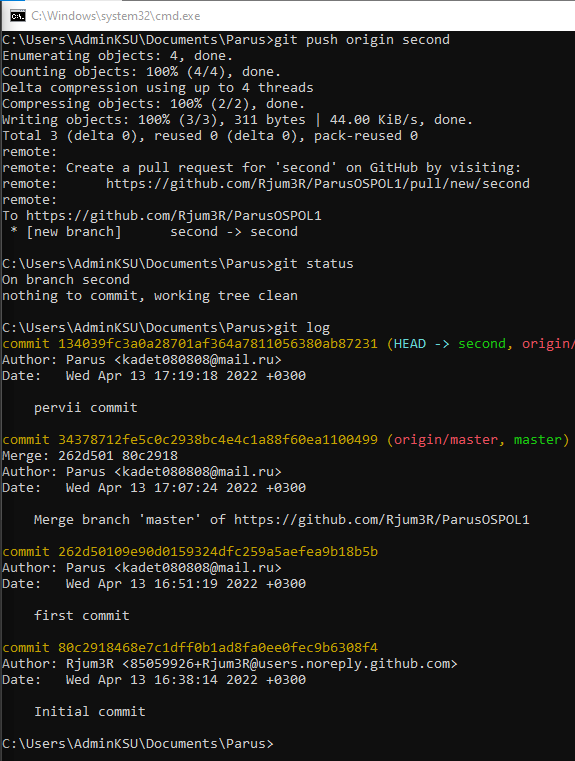 C:\Windows\system32\cmd.exe
C:\Users\AdminKSU\Documents\Parus>git push origin second
Enumerating objects: 4, done.
Counting objects: 100% (4/4), done.
Delta compression using up to 4 threads
Compressing objects: 100% (2/2), done.
Writing objects: 100% (3/3), 311 bytes | 44.00 KiB/s, done.
Total 3 (delta 0), reused 0 (delta 0), pack-reused 0
remote:
remote: Create a pull request for 'second' on GitHub by visiting:
remote:      https://github.com/Rjum3R/ParusOSPOL1/pull/new/second
remote:
To https://github.com/Rjum3R/ParusOSPOL1
 * [new branch]      second -> second
C:\Users\AdminKSU\Documents\Parus>git status
On branch second
nothing to commit, working tree clean
C:\Users\AdminKSU\Documents\Parus>git log
commit 134039fc3a0a28701af364a7811056380ab87231 (HEAD -> second, origin/
Author: Parus <kadet080808@mail.ru>
Date:   Wed Apr 13 17:19:18 2022 +0300
    pervii commit
commit 34378712fe5c0c2938bc4e4c1a88f60ea1100499 (origin/master, master)
Merge: 262d501 80c2918
Author: Parus <kadet080808@mail.ru>
Date:   Wed Apr 13 17:07:24 2022 +0300
    Merge branch 'master' of https://github.com/Rjum3R/ParusOSPOL1
commit 262d50109e90d0159324dfc259a5aefea9b18b5b
Author: Parus <kadet080808@mail.ru>
Date:   Wed Apr 13 16:51:19 2022 +0300
    first commit
commit 80c2918468e7c1dff0b1ad8fa0ee0fec9b6308f4
Author: Rjum3R <85059926+Rjum3R@users.noreply.github.com>
Date:   Wed Apr 13 16:38:14 2022 +0300
    Initial commit
C:\Users\AdminKSU\Documents\Parus>